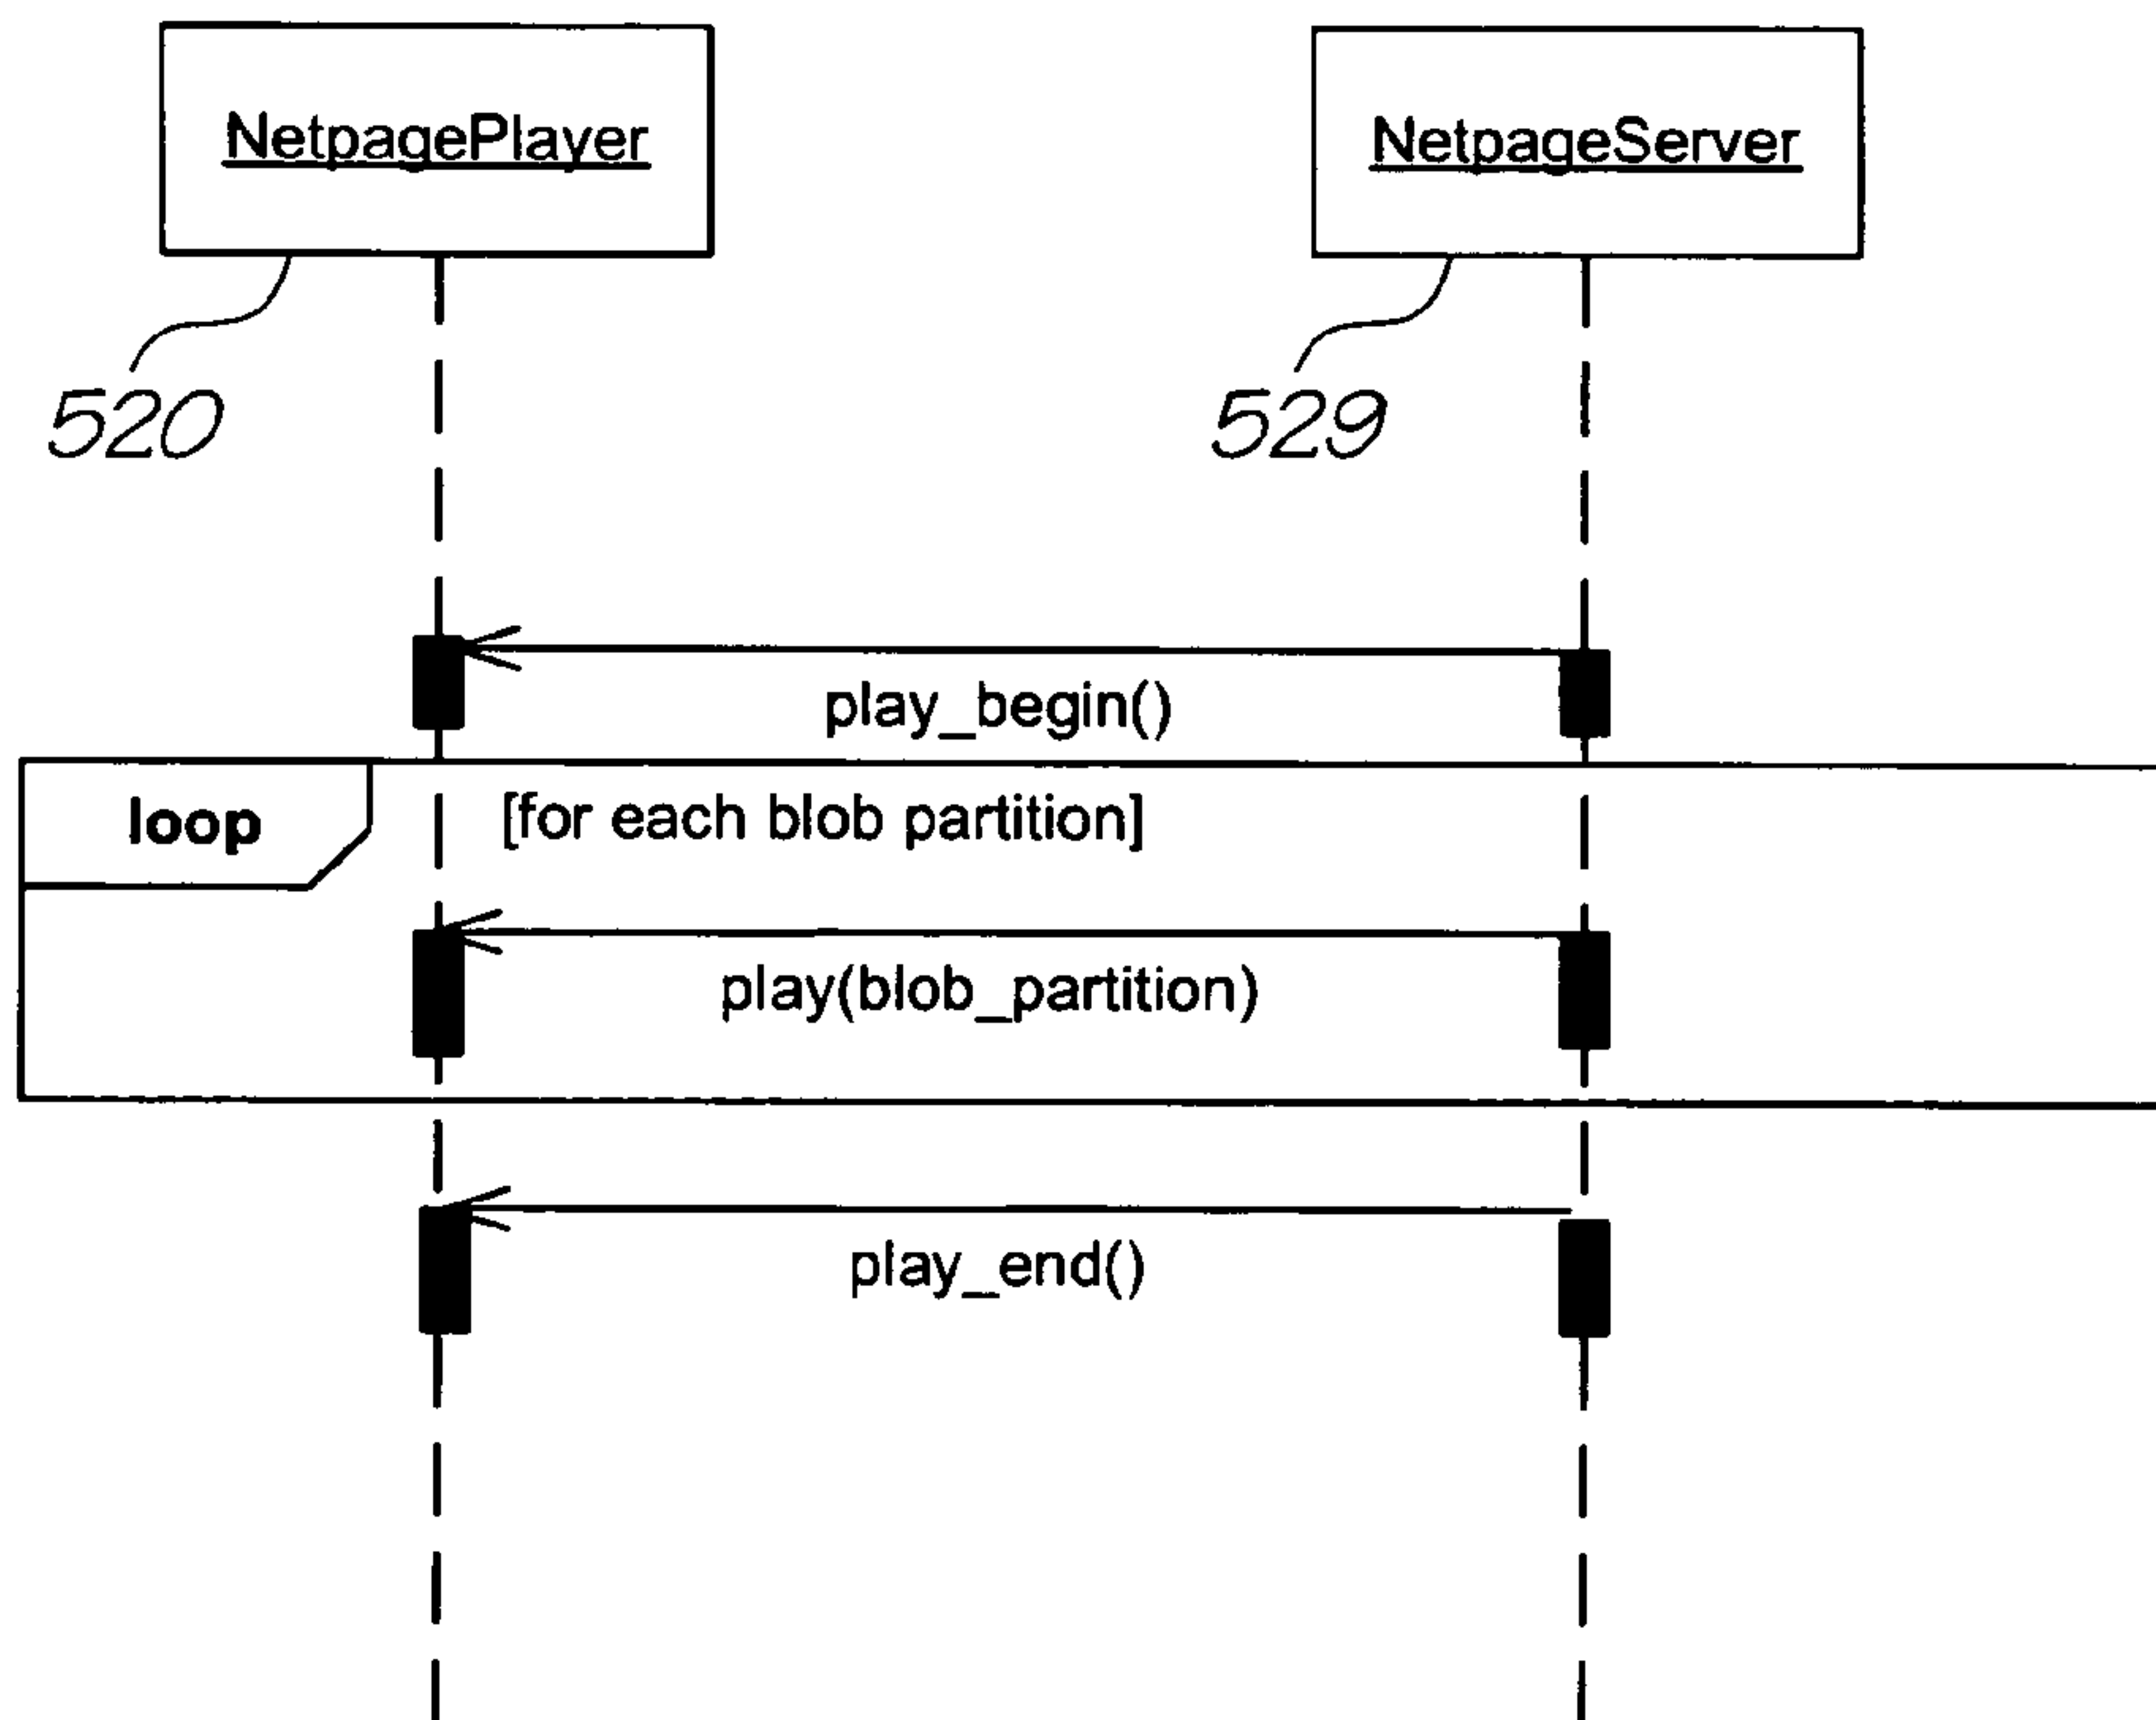 NetpagePlayer
NetpageServer
520
529
play_begin()
loop
[for each blob partition]
play(blob_partition)
play_end()